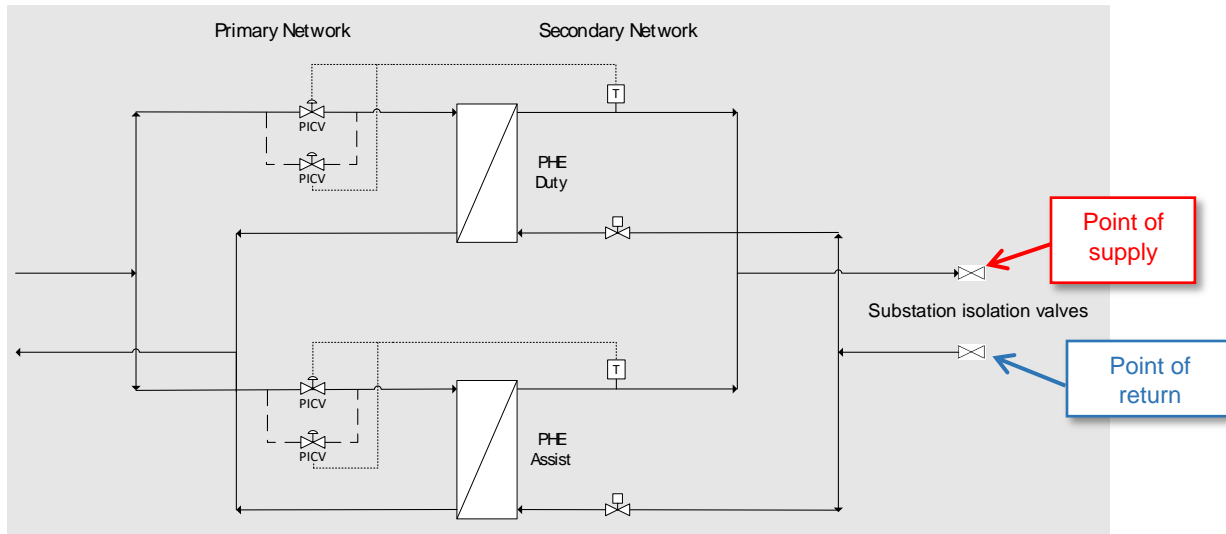 Primary Network
Secondary Network
T
PICV
PICV
PHE
Duty
Point of
supply
Substation isolation valves
T
PICV
PICV
PHE
Assist
Point of
return